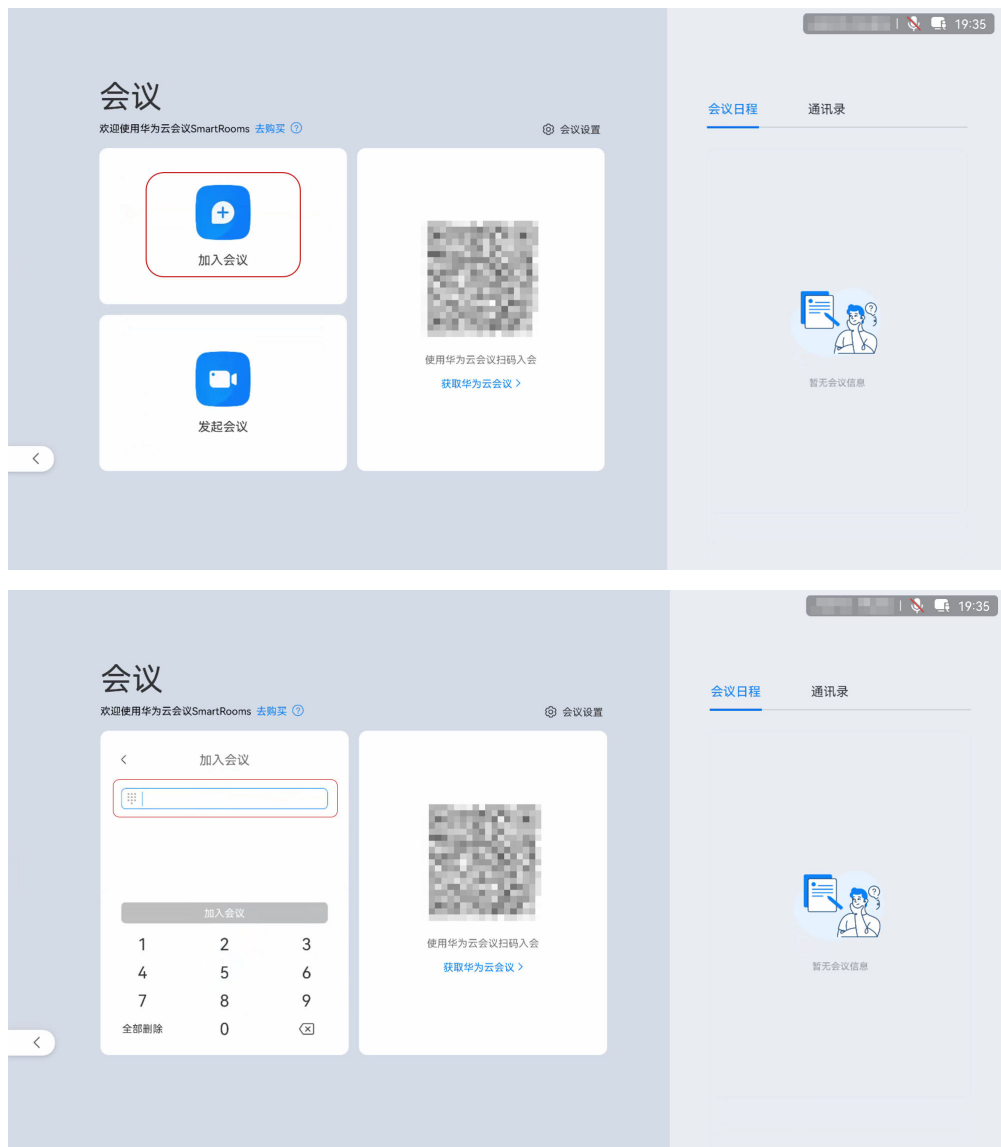 19:35
会议
欢迎使用华为云会议SmartRooms 去购买
会议设置
会议日程 通讯录
加入会议
发起会议
使用华为云会议扫码入会
获取华为云会议
暂无会议信息
19:35
会议
欢迎使用华为云会议SmartRooms 去购买
会议设置
会议日程 通讯录
加入会议
加入会议
1 2 3
4 5 6
7 8 9
全部删除 0
使用华为云会议扫码入会
获取华为云会议
暂无会议信息